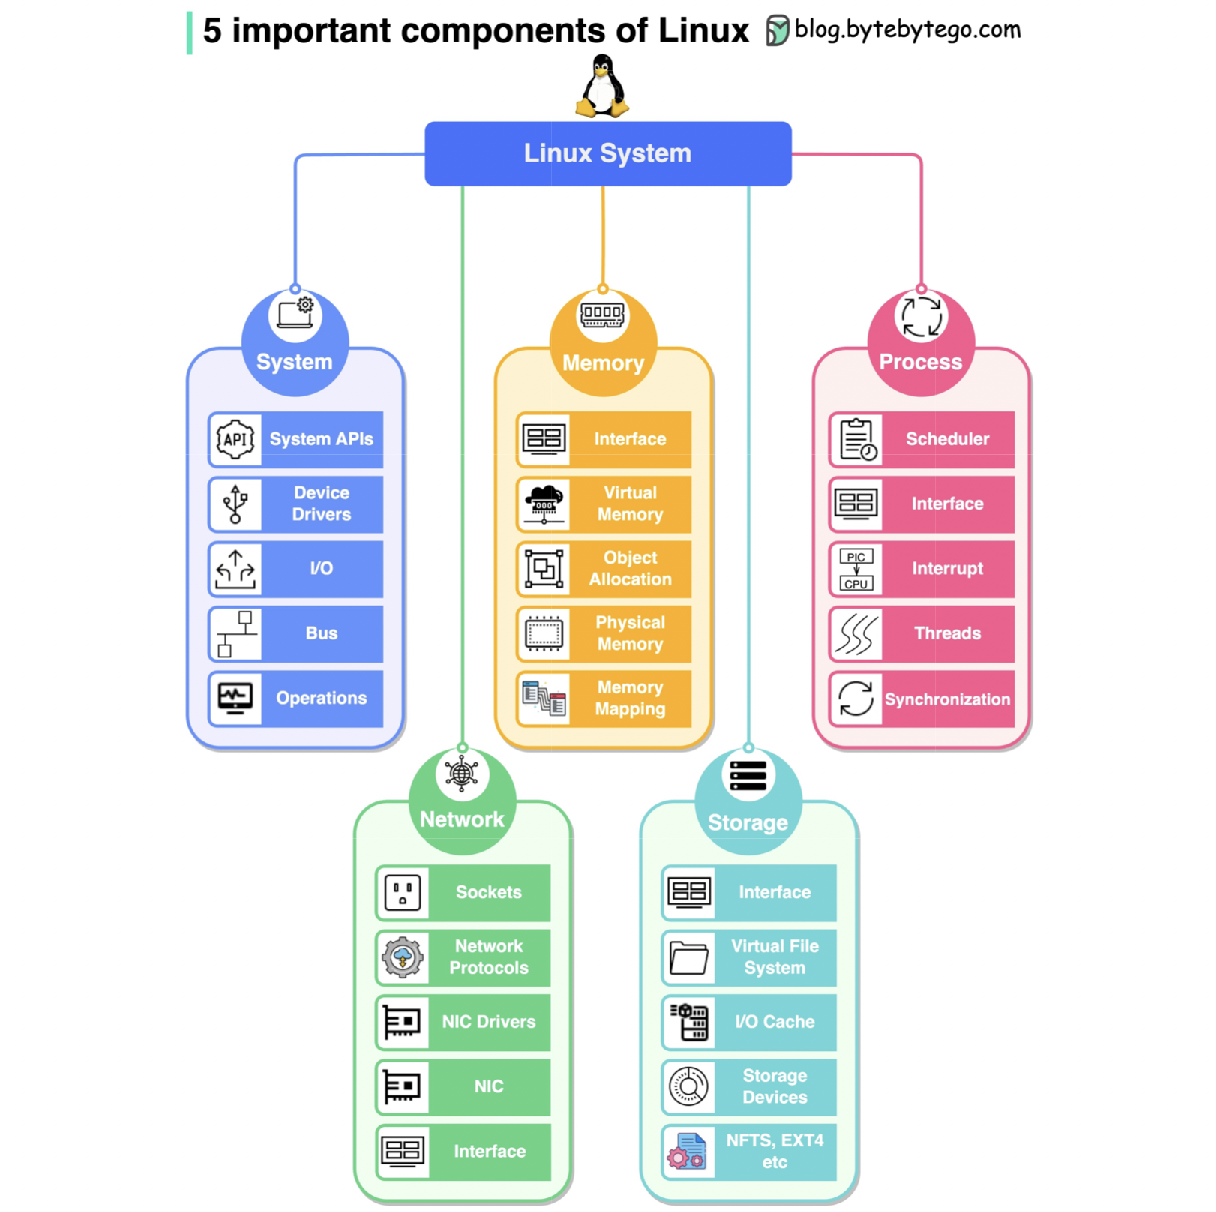 5 important components of Linux
blog.bytebytego.com
Linux System
System
API
System APIs
Device
Drivers
I/O
Bus
Operations
Memory
Interface
Virtual
Memory
Object
Allocation
Physical
Memory
Memory
Mapping
Process
Scheduler
Interface
PIC
CPU
Interrupt
Threads
Synchronization
Network
Sockets
Network
Protocols
NIC Drivers
NIC
Interface
Storage
Interface
Virtual File
System
I/O Cache
Storage
Devices
NFTS, EXT4
etc